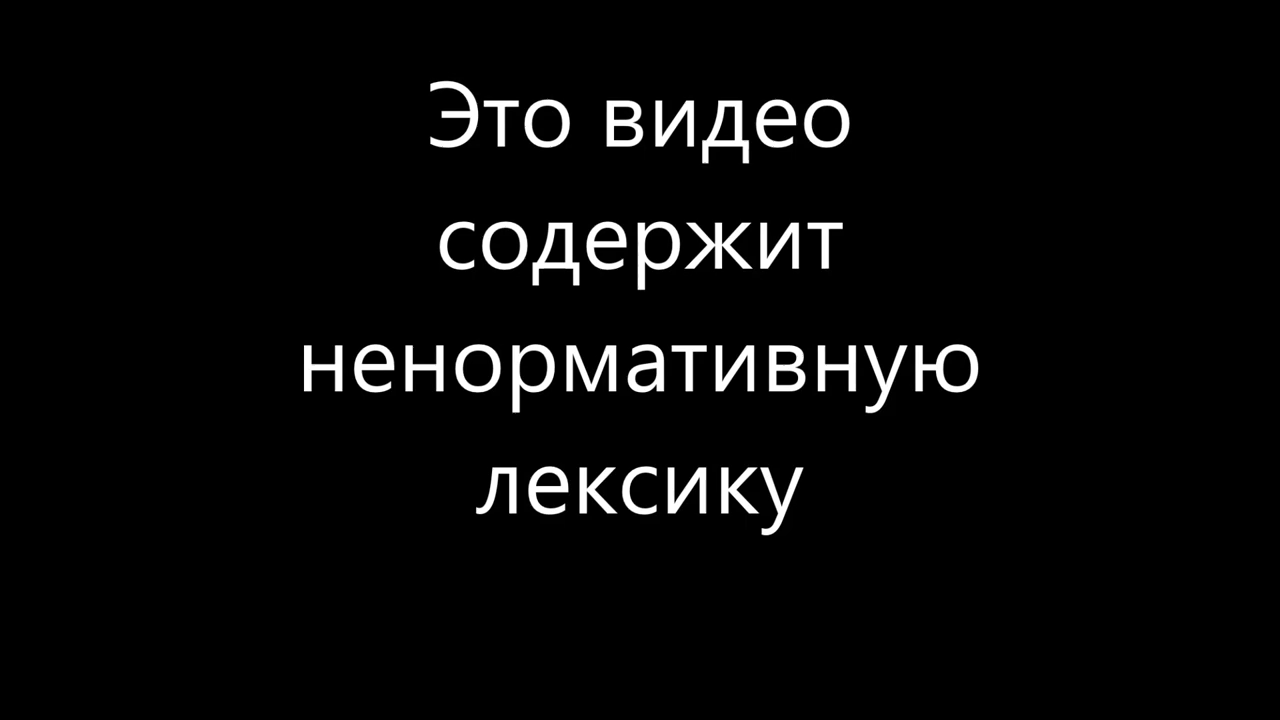 Это видео
содержит
ненормативную
лексику